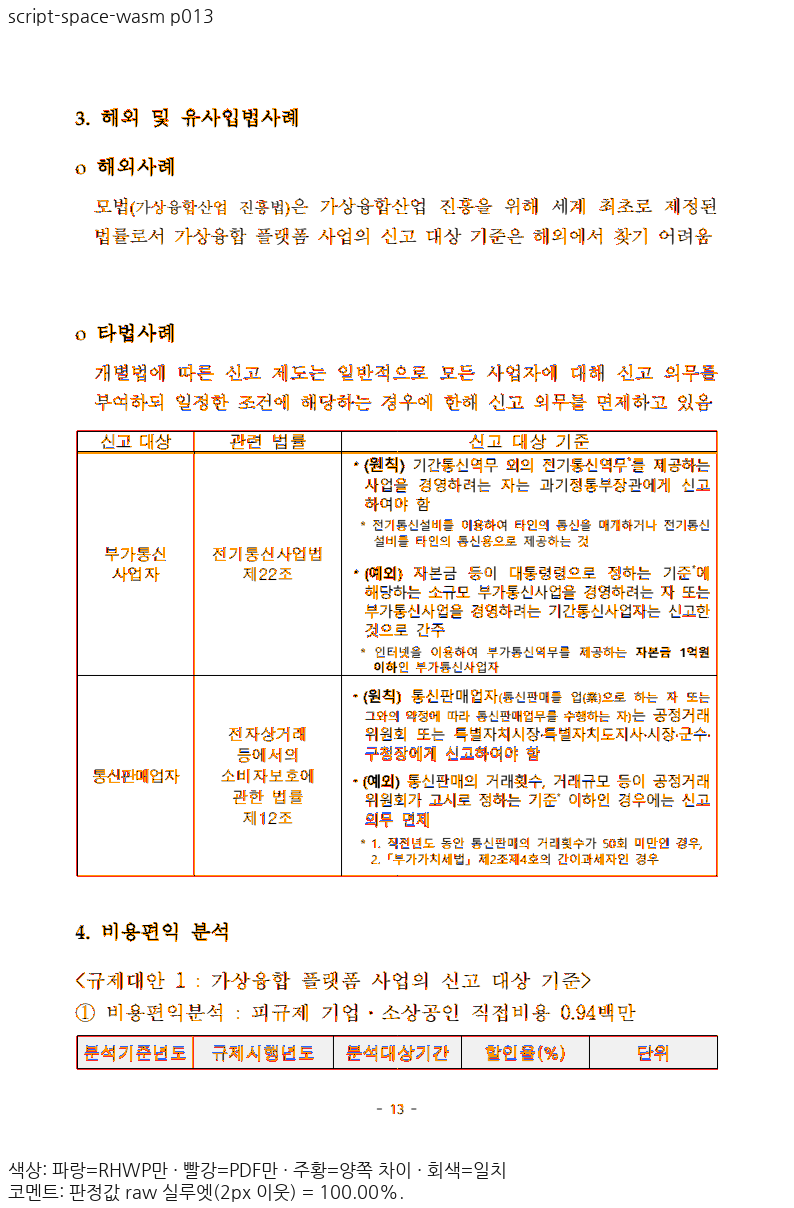 script-space-wasm p013
3. 해외 및 유사입법사례
o 해외사례
모법(가상융합산업 진흥법)은 가상융합산업 진흥을 위해 세계 최초로 제정된
법률로서 가상융합 플랫폼 사업의 신고 대상 기준은 해외에서 찾기 어려움
o 타법사례
개별법에 따른 신고 제도는 일반적으로 모든 사업자에 대해 신고 의무를
부여하되 일정한 조건에 해당하는 경우에 한해 신고 의무를 면제하고 있음
신고 대상 관련 법률 신고 대상 기준
부가통신
사업자
전기통신사업법
제22조
* (원칙) 기간통신역무 외의 전기통신역무*를 제공하는
사업을 경영하려는 자는 과기정통부장관에게 신고
하여야 함
* 전기통신설비를 이용하여 타인의 통신을 매개하거나 전기통신
설비를 타인의 통신용으로 제공하는 것
* (예외) 자본금 등이 대통령령으로 정하는 기준*에
해당하는 소규모 부가통신사업을 경영하려는 자 또는
부가통신사업을 경영하려는 기간통신사업자는 신고한
것으로 간주
* 인터넷을 이용하여 부가통신역무를 제공하는 자본금 1억원
이하인 부가통신사업자
통신판매업자
전자상거래
등에서의
소비자보호에
관한 법률
제12조
* (원칙) 통신판매업자(통신판매를 업(業)으로 하는 자 또는
그와의 약정에 따라 통신판매업무를 수행하는 자)는 공정거래
위원회 또는 특별자치시장·특별자치도지사·시장·군수·
구청장에게 신고하여야 함
* (예외) 통신판매의 거래횟수, 거래규모 등이 공정거래
위원회가 고시로 정하는 기준* 이하인 경우에는 신고
의무 면제
* 1. 직전년도 동안 통신판매의 거래횟수가 50회 미만인 경우,
2. 「부가가치세법」 제2조제4호의 간이과세자인 경우
4. 비용편익 분석
<규제대안 1 : 가상융합 플랫폼 사업의 신고 대상 기준>
① 비용편익분석 : 피규제 기업·소상공인 직접비용 0.94백만
분석기준년도 규제시행년도 분석대상기간 할인율(%) 단위
- 13 -
색상: 파랑=RHWP만 · 빨강=PDF만 · 주황=양쪽 차이 · 회색=일치
코멘트: 판정값 raw 실루엣(2px 이웃) = 100.00%.